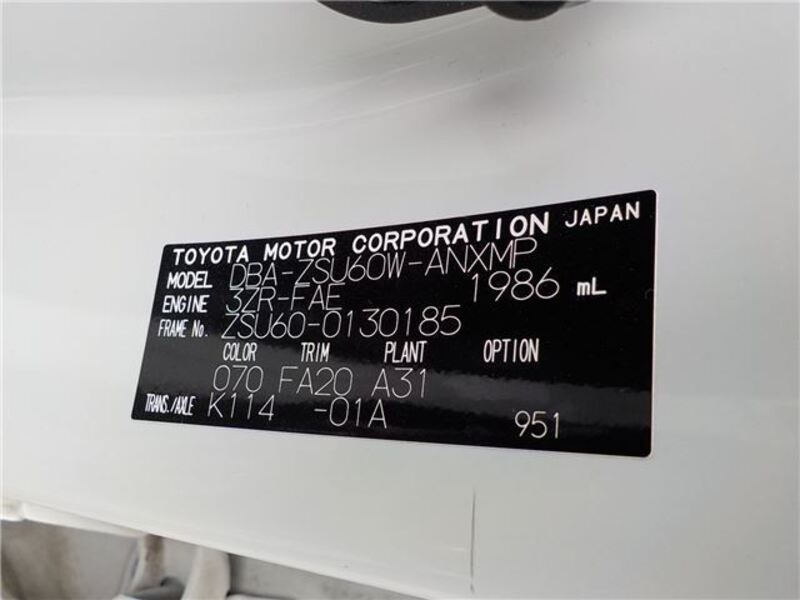 TOYOTA MOTOR CORPORATION JAPAN
MODEL DBA-ZSU60W-ANXMP
ENGINE 3ZR-FAE 1986 mL
FRAME No. ZSU60-0130185
COLOR TRIM PLANT OPTION
070 FA20 A31
TRANS./AXLE K114 -01A 951